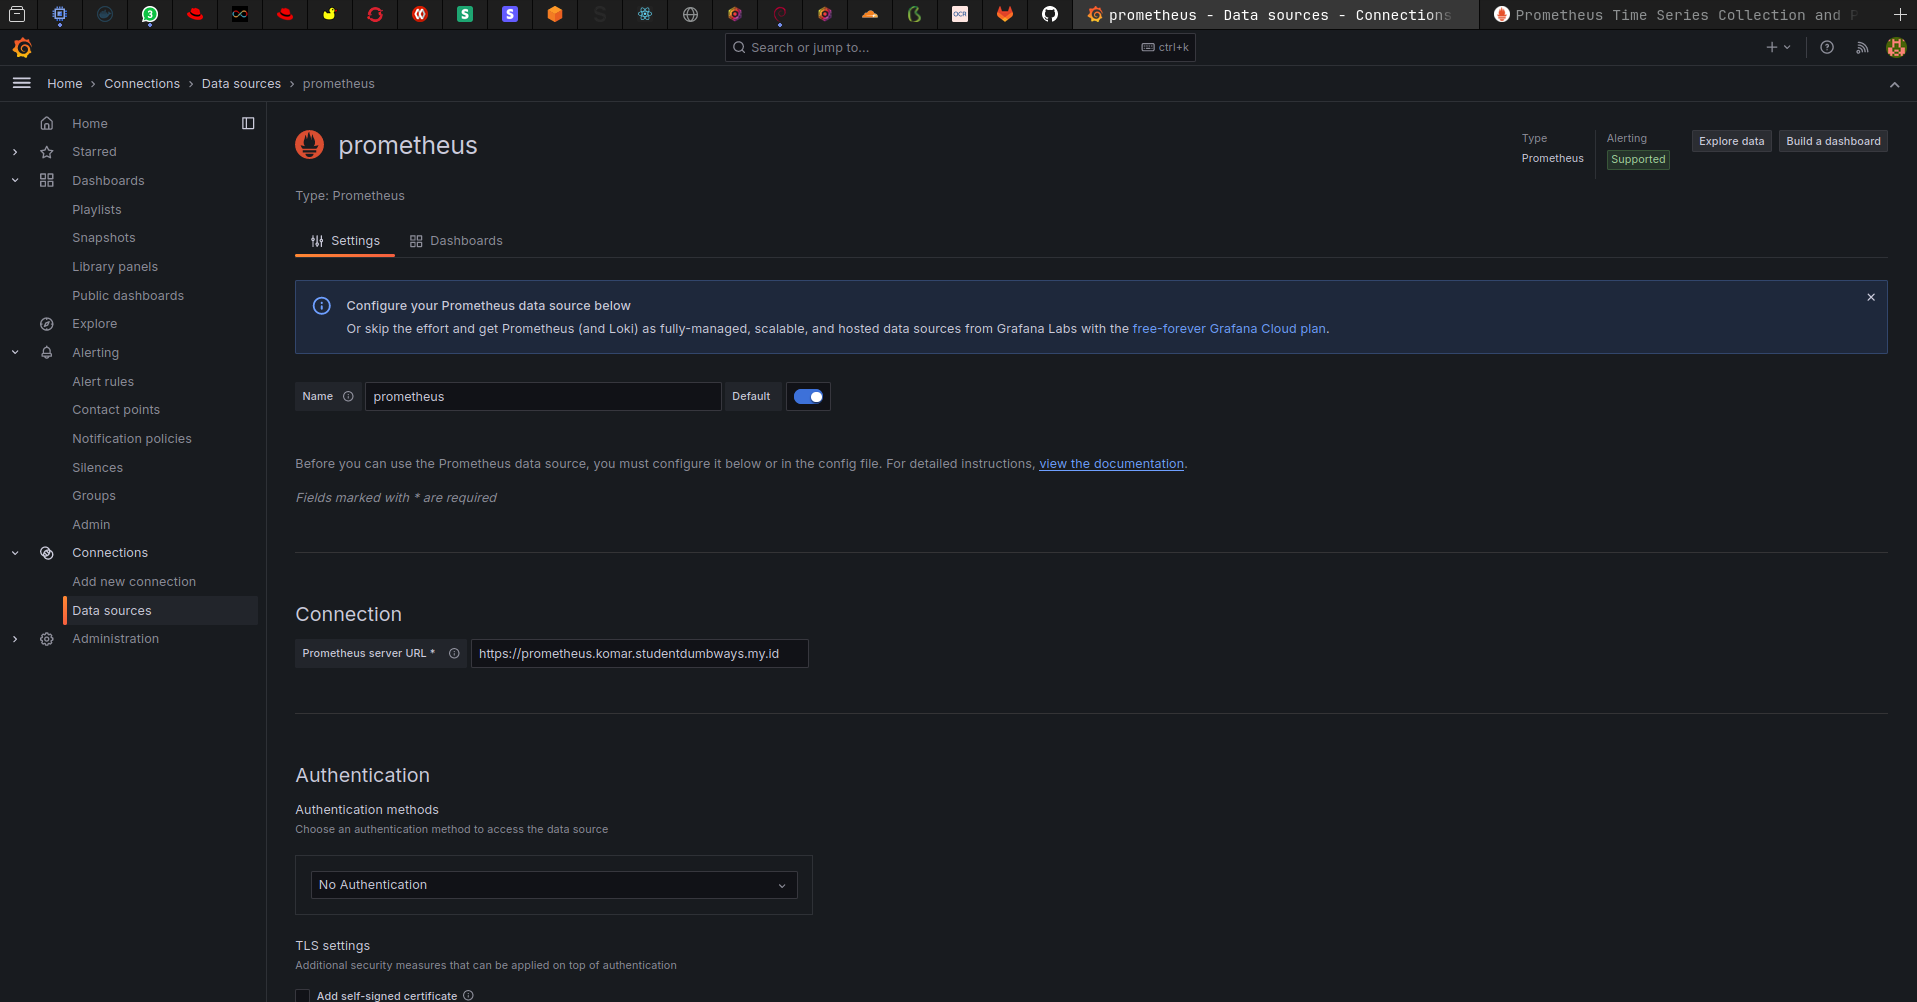 prometheus - Data sources - Connections
Prometheus Time Series Collection and P
3
S
S
S
OCR
Search or jump to...
ctrl+k
Home › Connections › Data sources › prometheus
Home
Starred
Dashboards
Playlists
Snapshots
Library panels
Public dashboards
Explore
Alerting
Alert rules
Contact points
Notification policies
Silences
Groups
Admin
Connections
Add new connection
Data sources
Administration
prometheus
Type
Prometheus
Alerting
Supported
Explore data
Build a dashboard
Type: Prometheus
Settings
Dashboards
Configure your Prometheus data source below
Or skip the effort and get Prometheus (and Loki) as fully-managed, scalable, and hosted data sources from Grafana Labs with the free-forever Grafana Cloud plan.
Name
prometheus
Default
Before you can use the Prometheus data source, you must configure it below or in the config file. For detailed instructions, view the documentation.
Fields marked with * are required
Connection
Prometheus server URL *
https://prometheus.komar.studentdumbways.my.id
Authentication
Authentication methods
Choose an authentication method to access the data source
No Authentication
TLS settings
Additional security measures that can be applied on top of authentication
Add self-signed certificate